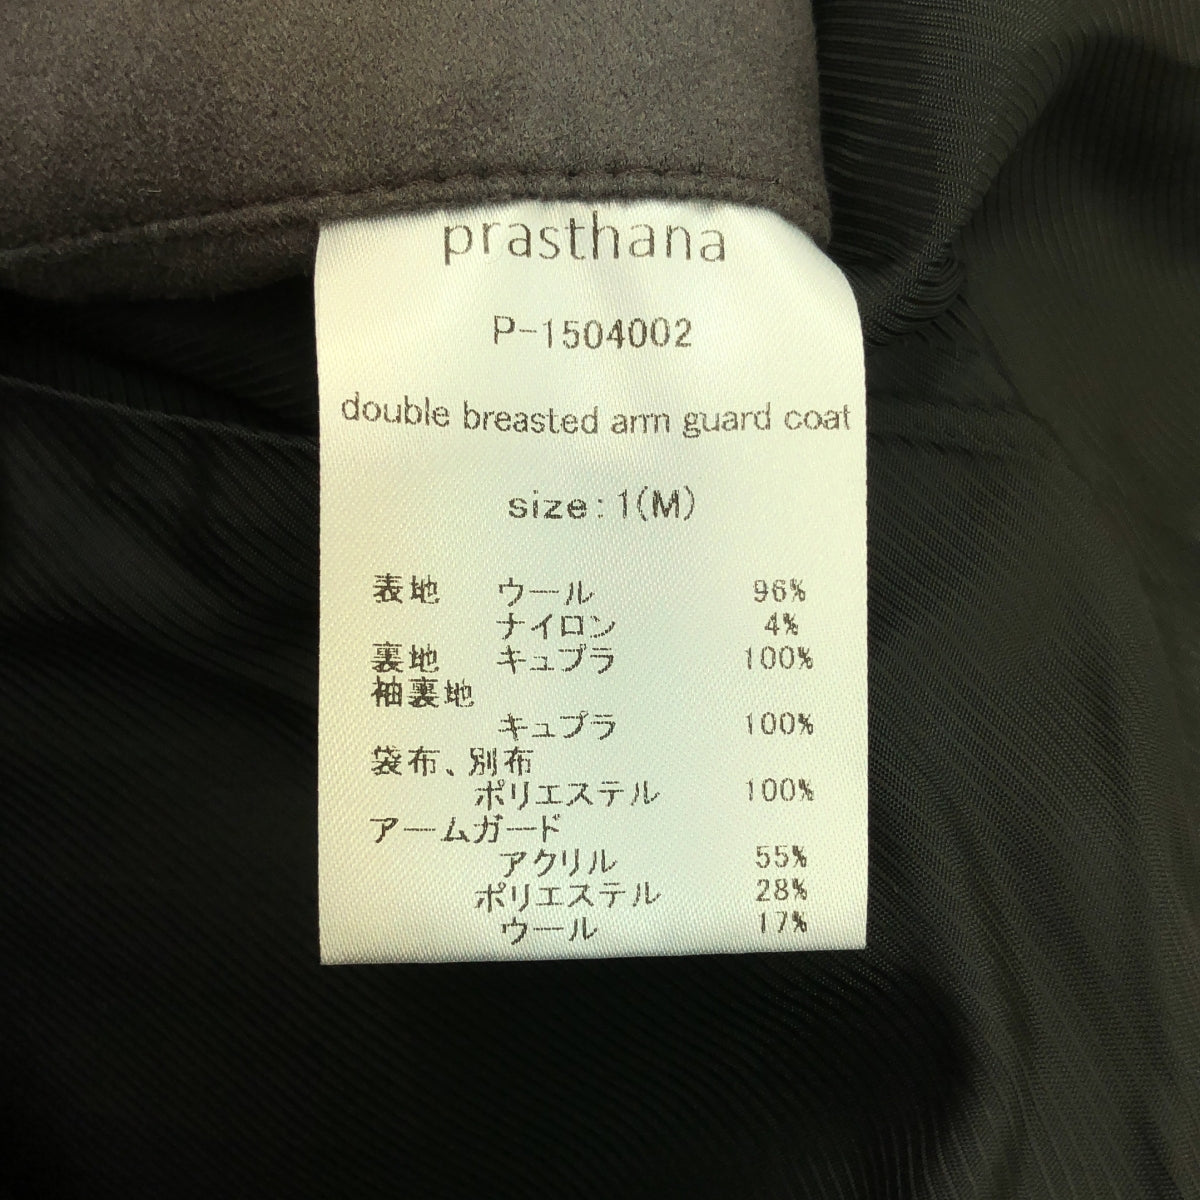 prasthana
P-1504002
double breasted arm guard coat
size:1(M)
表地 ウール 96%
ナイロン 4%
裏地 キュプラ 100%
袖裏地
キュプラ 100%
袋布、別布
ポリエステル 100%
アームガード
アクリル 55%
ポリエステル 28%
ウール 17%